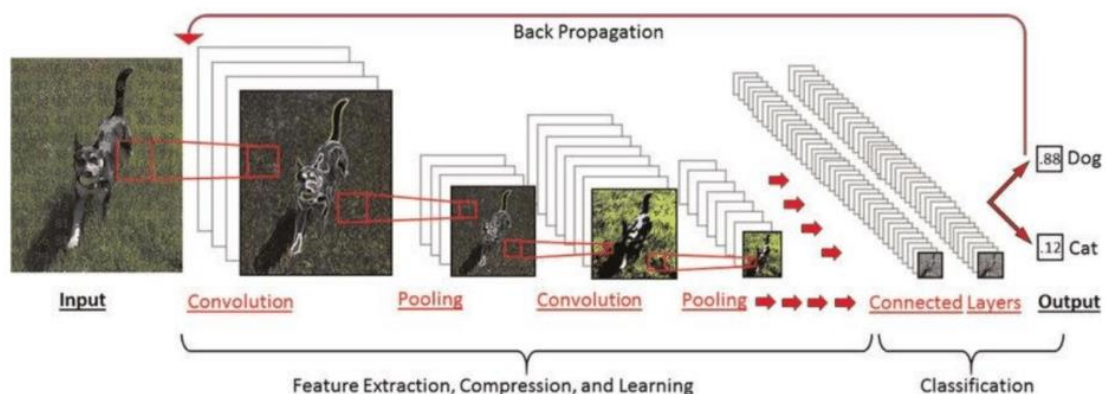 Back Propagation
.88 Dog
.12 Cat
Input
Convolution
Pooling
Convolution
Pooling
Connected Layers
Output
Feature Extraction, Compression, and Learning
Classification